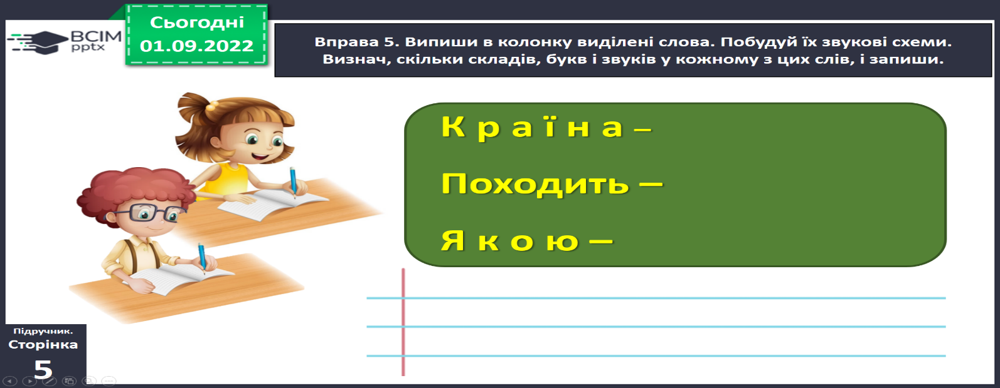 Сьогодні
01.09.2022
ВСІМ
pptx
Вправа 5. Випиши в колонку виділені слова. Побудуй їх звукові схеми.
Визнач, скільки складів, букв і звуків у кожному з цих слів, і запиши.
К р а ї н а –
Походить –
Я к о ю –
Підручник.
Сторінка
5